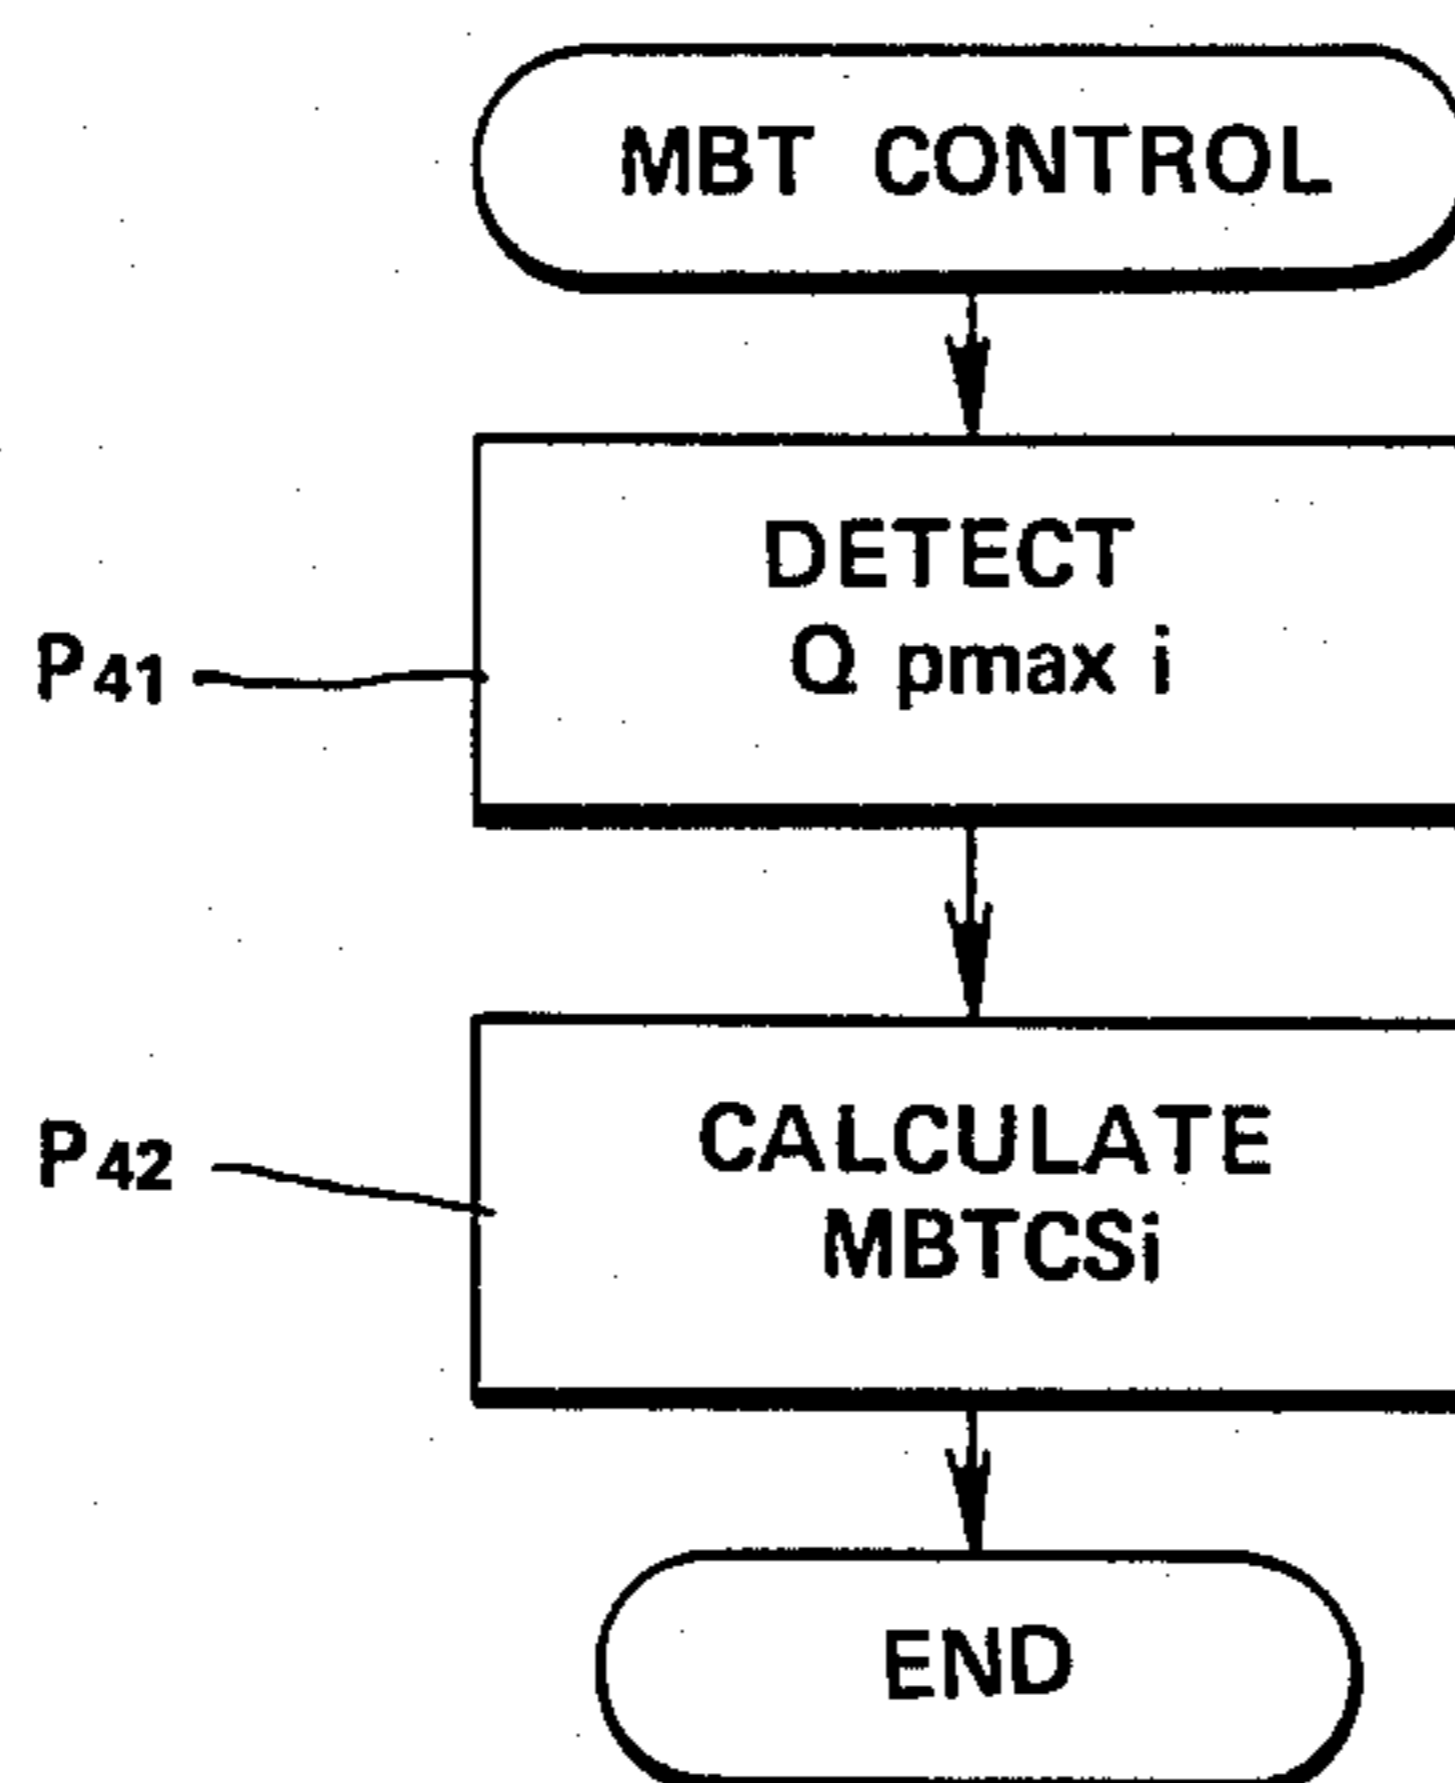 MBT CONTROL
DETECT
Q pmax i
P41
CALCULATE
MBTCSi
P42
END